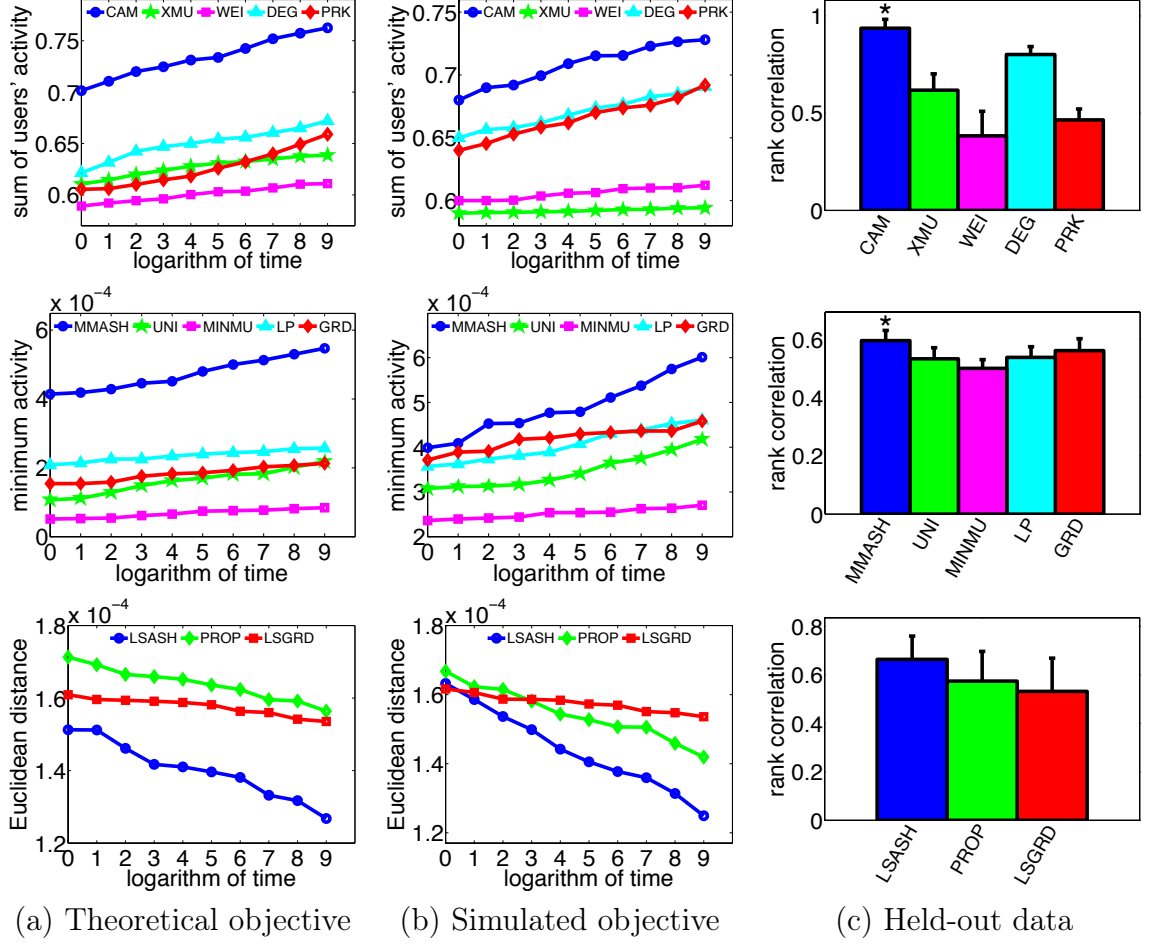 CAM XMU WEI DEG PRK
sum of users' activity
0.75
0.7
0.65
0.6
0 1 2 3 4 5 6 7 8 9
logarithm of time
CAM XMU WEI DEG PRK
sum of users' activity
0.75
0.7
0.65
0.6
0 1 2 3 4 5 6 7 8 9
logarithm of time
rank correlation
1
0.5
0
*
CAM XMU WEI DEG PRK
x 10−4
MMASH UNI MINMU LP GRD
minimum activity
6
4
2
0
0 1 2 3 4 5 6 7 8 9
logarithm of time
x 10−4
MMASH UNI MINMU LP GRD
minimum activity
6
5
4
3
2
0 1 2 3 4 5 6 7 8 9
logarithm of time
rank correlation
0.6
0.4
0.2
0
*
MMASH UNI MINMU LP GRD
x 10−4
LSASH PROP LSGRD
Euclidean distance
1.8
1.6
1.4
1.2
0 1 2 3 4 5 6 7 8 9
logarithm of time
x 10−4
LSASH PROP LSGRD
Euclidean distance
1.8
1.6
1.4
1.2
0 1 2 3 4 5 6 7 8 9
logarithm of time
rank correlation
0.8
0.6
0.4
0.2
0
LSASH PROP LSGRD
(a) Theoretical objective
(b) Simulated objective
(c) Held-out data